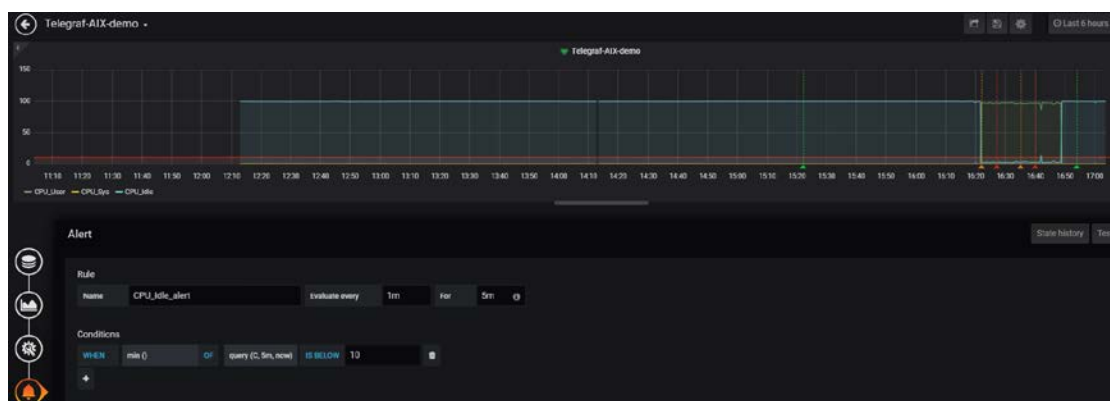 Telegraf-AIX-demo
Last 6 hours
Telegraf-AIX-demo
150
100
50
0
11:10 11:20 11:30 11:40 11:50 12:00 12:10 12:20 12:30 12:40 12:50 13:00 13:10 13:20 13:30 13:40 13:50 14:00 14:10 14:20 14:30 14:40 14:50 15:00 15:10 15:20 15:30 15:40 15:50 16:00 16:10 16:20 16:30 16:40 16:50 17:00
CPU_User CPU_Sys CPU_Idle
Alert
State history Tes
Rule
Name CPU_Idle_alert Evaluate every 1m For 5m
Conditions
WHEN min () OF query (C, 5m, now) IS BELOW 10
+